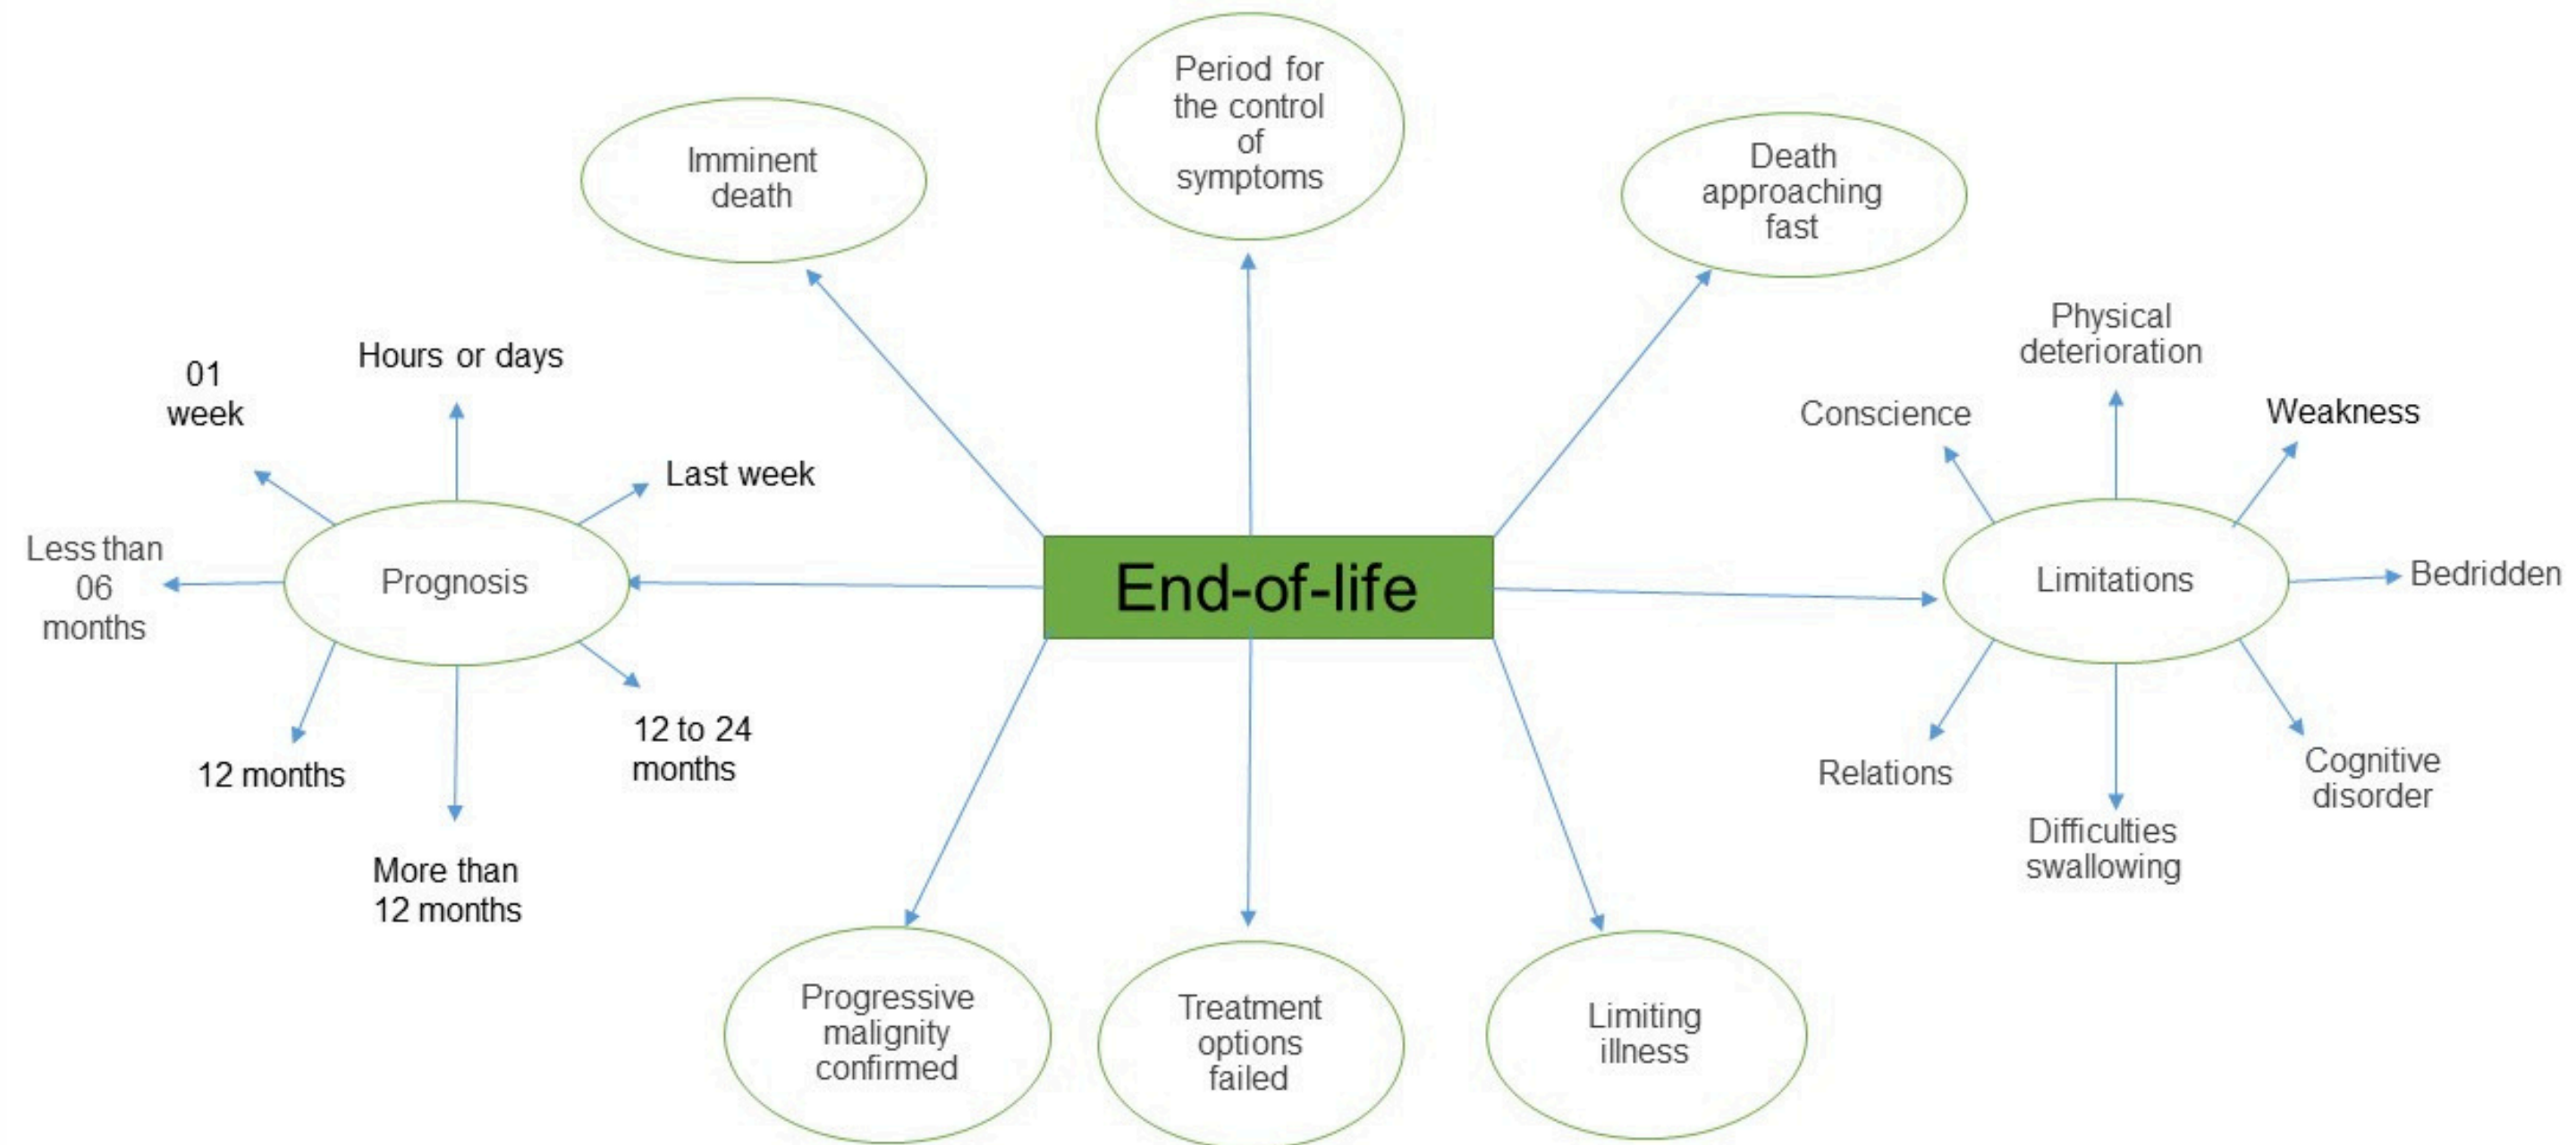 Period for
the control
of
symptoms
Imminent
death
Death
approaching
fast
Hours or days
01
week
Last week
Less than
06
months
Prognosis
12 months
12 to 24
months
More than
12 months
End-of-life
Physical
deterioration
Conscience
Weakness
Limitations
Bedridden
Relations
Cognitive
disorder
Difficulties
swallowing
Progressive
malignity
confirmed
Treatment
options
failed
Limiting
illness